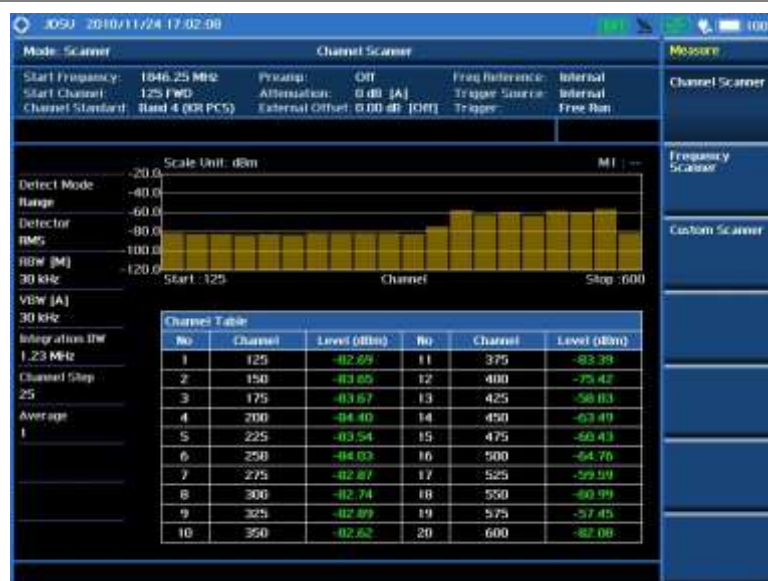 JDSU 2010/11/24 17:02:08
100
Mode: Scanner
Channel Scanner
Measure
Start Frequency: 1846.25 MHz
Preamp: Off
Freq Reference: Internal
Start Channel: 125 FWD
Attenuation: 0 dB [A]
Trigger Source: Internal
Channel Standard: Band 4 (KR PCS)
External Offset: 0.00 dB [Off]
Trigger: Free Run
Channel Scanner
Frequency
Scanner
Custom Scanner
Scale Unit: dBm
M1 : --
-20.0
-40.0
-60.0
-80.0
-100.0
-120.0
Start :125
Channel
Stop :600
Detect Mode
Range
Detector
RMS
RBW [M]
30 kHz
VBW [A]
30 kHz
Integration BW
1.23 MHz
Channel Step
25
Average
1
Channel Table
No Channel Level (dBm) No Channel Level (dBm)
1 125 -82.69 11 375 -83.39
2 150 -83.65 12 400 -75.42
3 175 -83.67 13 425 -58.83
4 200 -84.40 14 450 -63.49
5 225 -83.54 15 475 -60.43
6 250 -84.03 16 500 -64.76
7 275 -82.87 17 525 -59.59
8 300 -82.74 18 550 -60.99
9 325 -82.89 19 575 -57.45
10 350 -82.62 20 600 -82.08